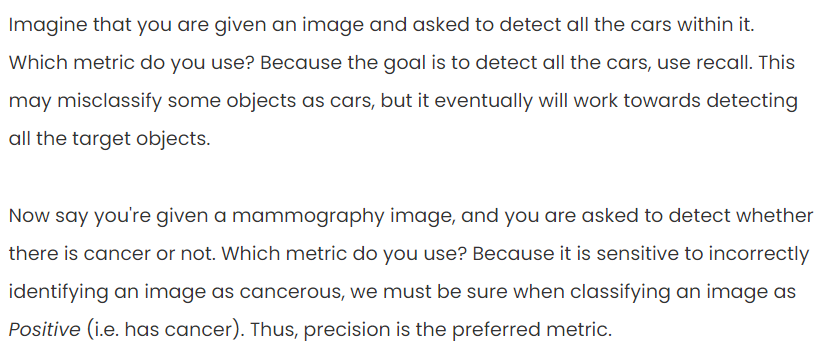 Imagine that you are given an image and asked to detect all the cars within it.
Which metric do you use? Because the goal is to detect all the cars, use recall. This
may misclassify some objects as cars, but it eventually will work towards detecting
all the target objects.
Now say you're given a mammography image, and you are asked to detect whether
there is cancer or not. Which metric do you use? Because it is sensitive to incorrectly
identifying an image as cancerous, we must be sure when classifying an image as
Positive (i.e. has cancer). Thus, precision is the preferred metric.